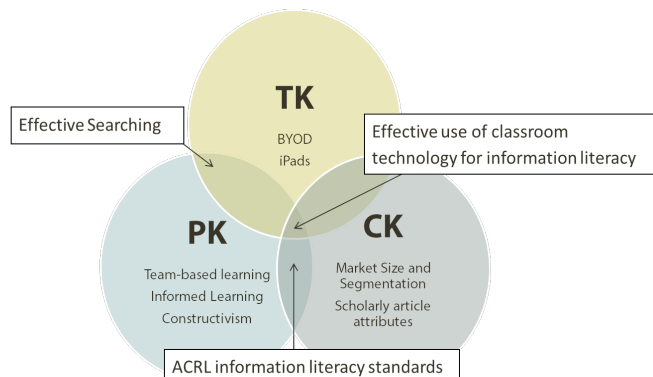 TK
BYOD
iPads
Effective Searching
Effective use of classroom
technology for information literacy
PK
Team-based learning
Informed Learning
Constructivism
CK
Market Size and
Segmentation
Scholarly article
attributes
ACRL information literacy standards